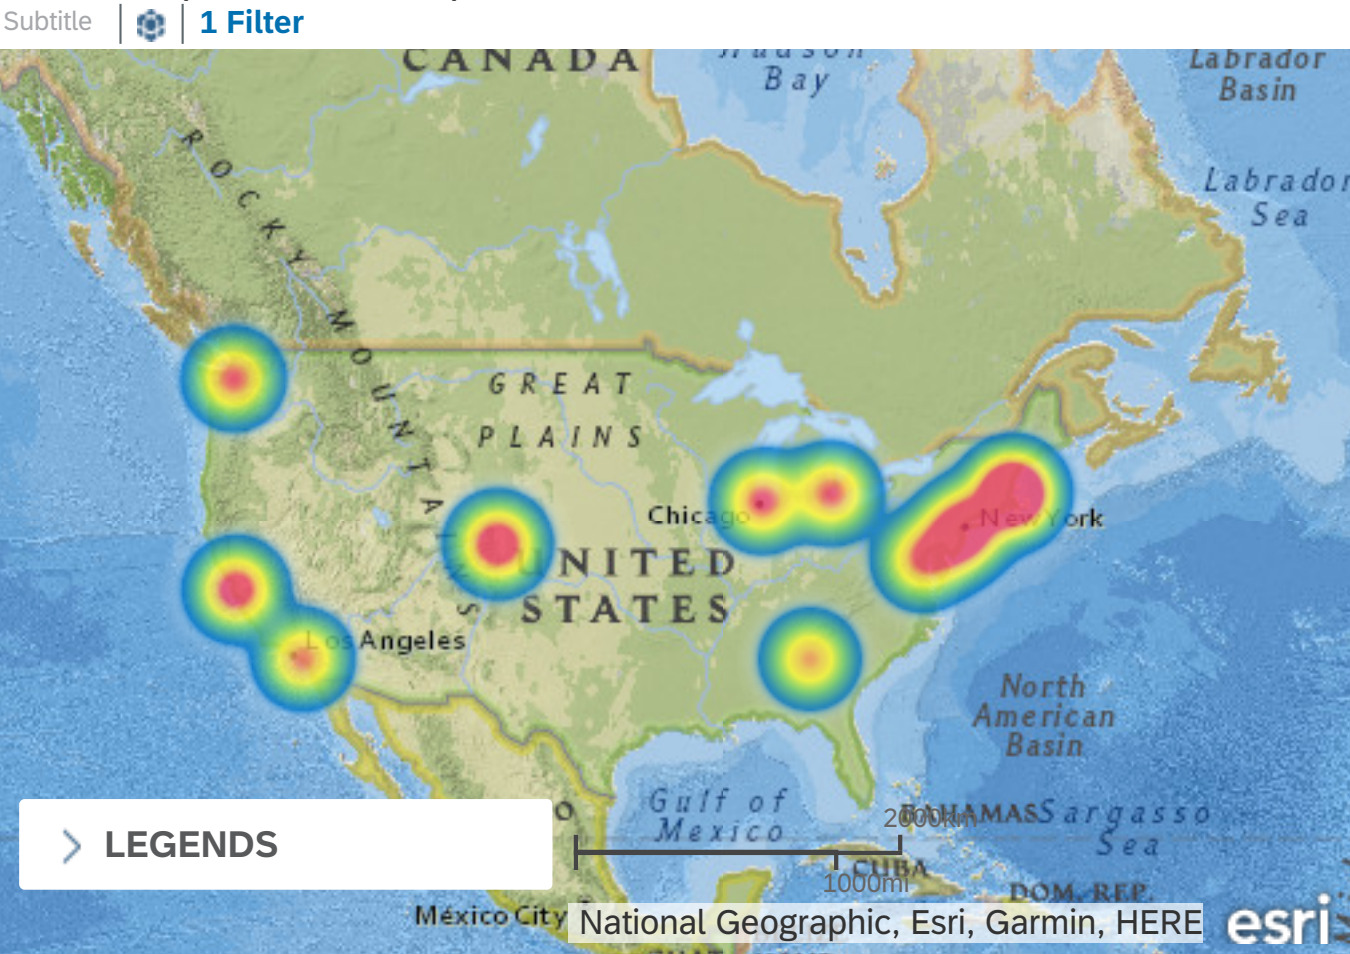 Subtitle
1 Filter
CANADA
Hudson
Bay
Labrador
Basin
Labrador
Sea
ROCKY MOUNTAINS
GREAT
PLAINS
Chicago
New York
UNITED
STATES
Los Angeles
North
American
Basin
Gulf of
Mexico
BAHAMAS
Sargasso
Sea
2000km
1000mi
CUBA
DOM. REP.
LEGENDS
México City
National Geographic, Esri, Garmin, HERE
esri